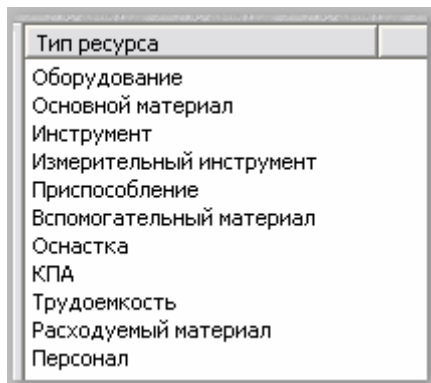 Тип ресурса
Оборудование
Основной материал
Инструмент
Измерительный инструмент
Приспособление
Вспомогательный материал
Оснастка
КПА
Трудоемкость
Расходуемый материал
Персонал